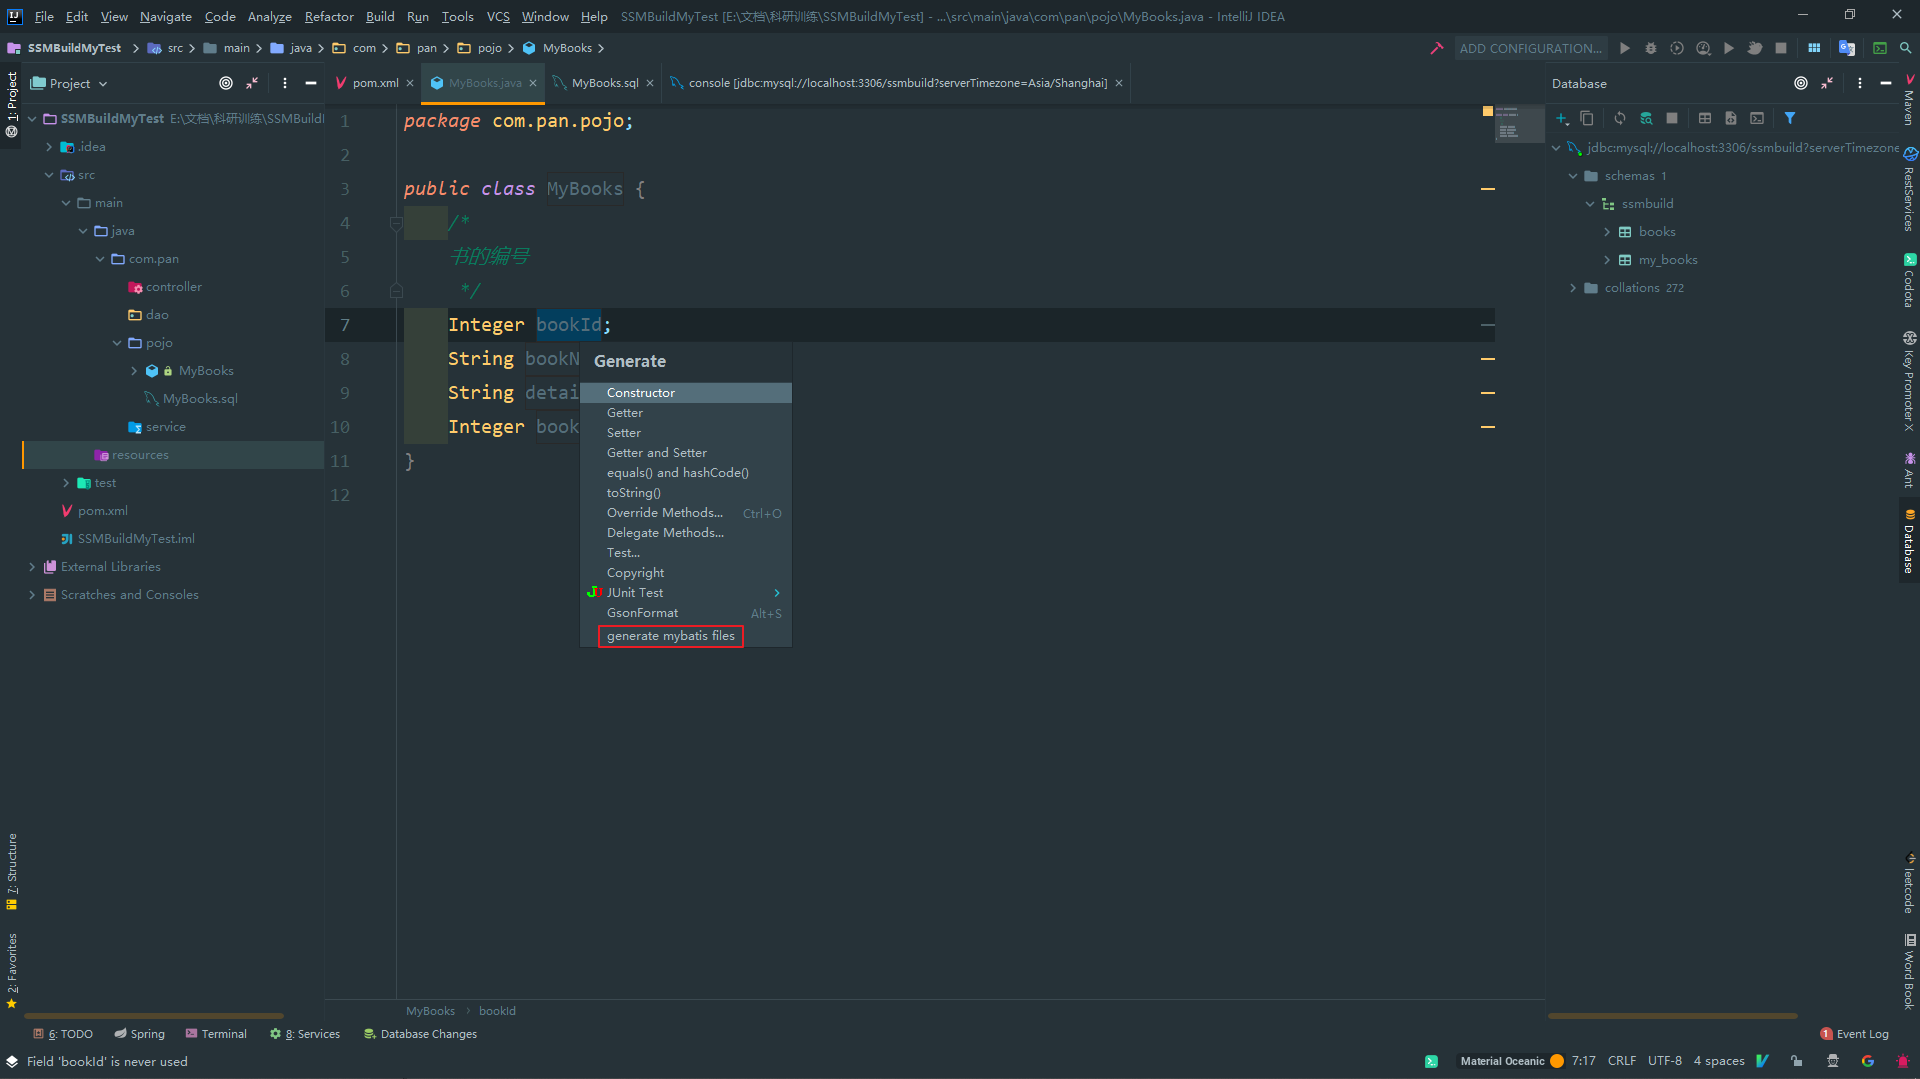 File Edit View Navigate Code Analyze Refactor Build Run Tools VCS Window Help SSMBuildMyTest [E:\文档\科研训练\SSMBuildMyTest] - ...\src\main\java\com\pan\pojo\MyBooks.java - IntelliJ IDEA
SSMBuildMyTest src main java com pan pojo MyBooks ADD CONFIGURATION...
Project
pom.xml MyBooks.java MyBooks.sql console [jdbc:mysql://localhost:3306/ssmbuild?serverTimezone=Asia/Shanghai]
Database
1: Project
SSMBuildMyTest E:\文档\科研训练\SSMBuildI
.idea
src
main
java
com.pan
controller
dao
pojo
MyBooks
MyBooks.sql
service
resources
test
pom.xml
SSMBuildMyTest.iml
External Libraries
Scratches and Consoles
7: Structure
2: Favorites
1 package com.pan.pojo;
2
3 public class MyBooks {
4 /*
5 书的编号
6 */
7 Integer bookId;
8 String bookN
9 String detai
10 Integer book
11 }
12
Generate
Constructor
Getter
Setter
Getter and Setter
equals() and hashCode()
toString()
Override Methods... Ctrl+O
Delegate Methods...
Test...
Copyright
JUnit Test
GsonFormat Alt+S
generate mybatis files
jdbc:mysql://localhost:3306/ssmbuild?serverTimezone
schemas 1
ssmbuild
books
my_books
collations 272
Maven
RestServices
Codota
Key Promoter X
Ant
Database
leetcode
Word Book
MyBooks bookId
6: TODO Spring Terminal 8: Services Database Changes 1 Event Log
Field 'bookId' is never used Material Oceanic 7:17 CRLF UTF-8 4 spaces